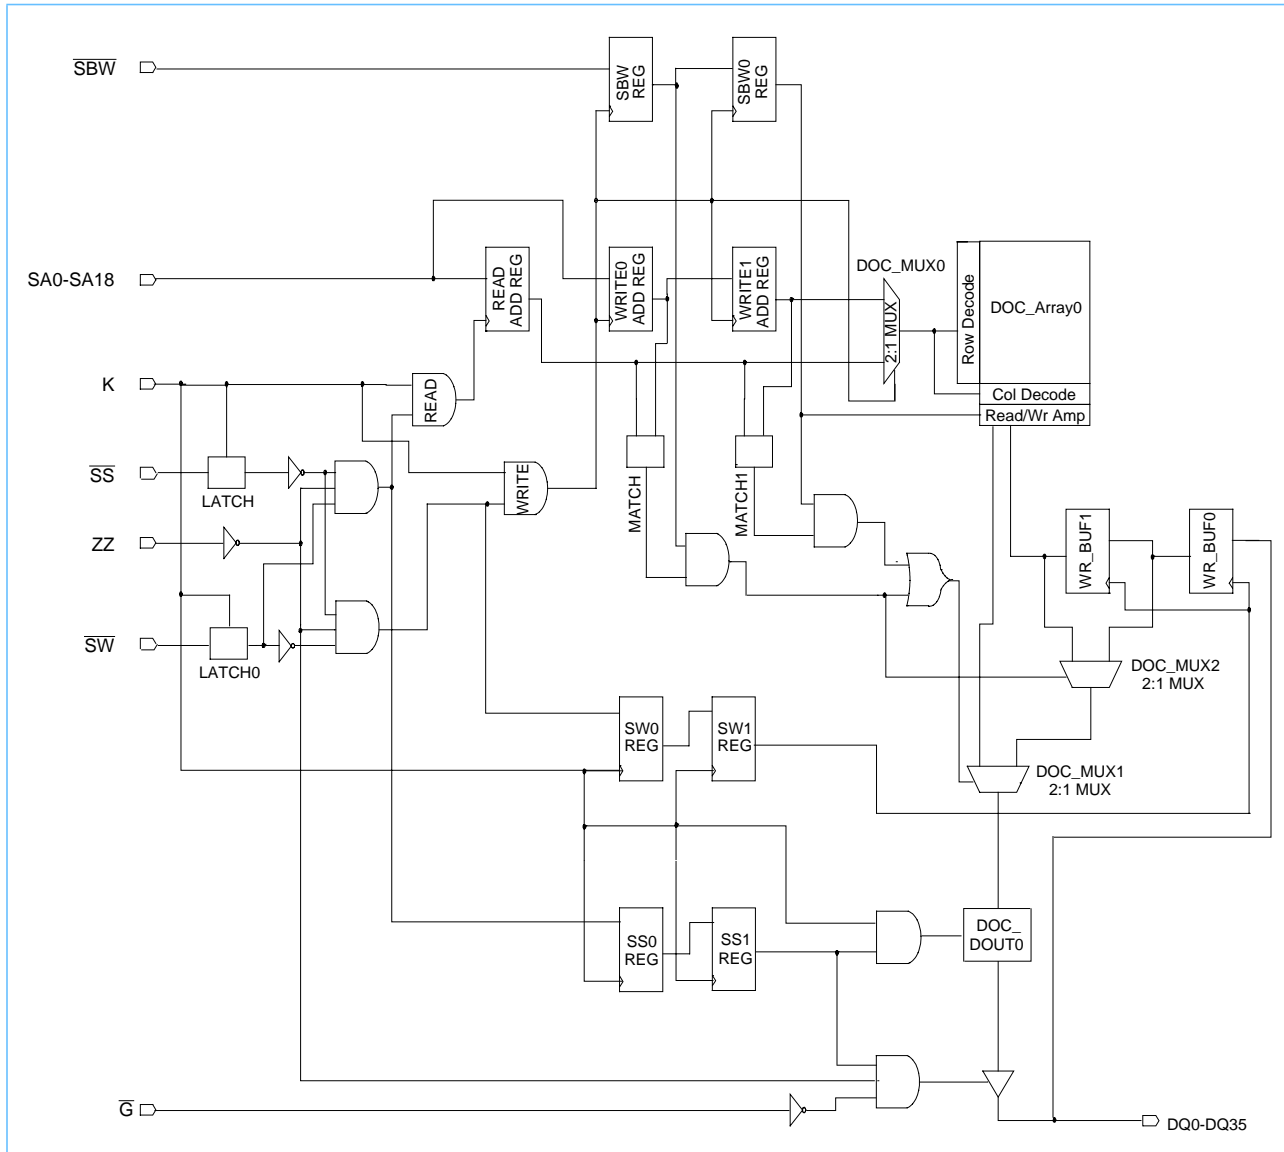 SBW
SBW
REG
SBW0
REG
SA0-SA18
READ
ADD REG
WRITE0
ADD REG
WRITE1
ADD REG
DOC_MUX0
2:1 MUX
Row Decode
DOC_Array0
Col Decode
Read/Wr Amp
K
READ
SS
LATCH
WRITE
MATCH
MATCH1
ZZ
WR_BUF1
WR_BUF0
SW
LATCH0
DOC_MUX2
2:1 MUX
SW0
REG
SW1
REG
DOC_MUX1
2:1 MUX
SS0
REG
SS1
REG
DOC_
DOUT0
G
DQ0-DQ35